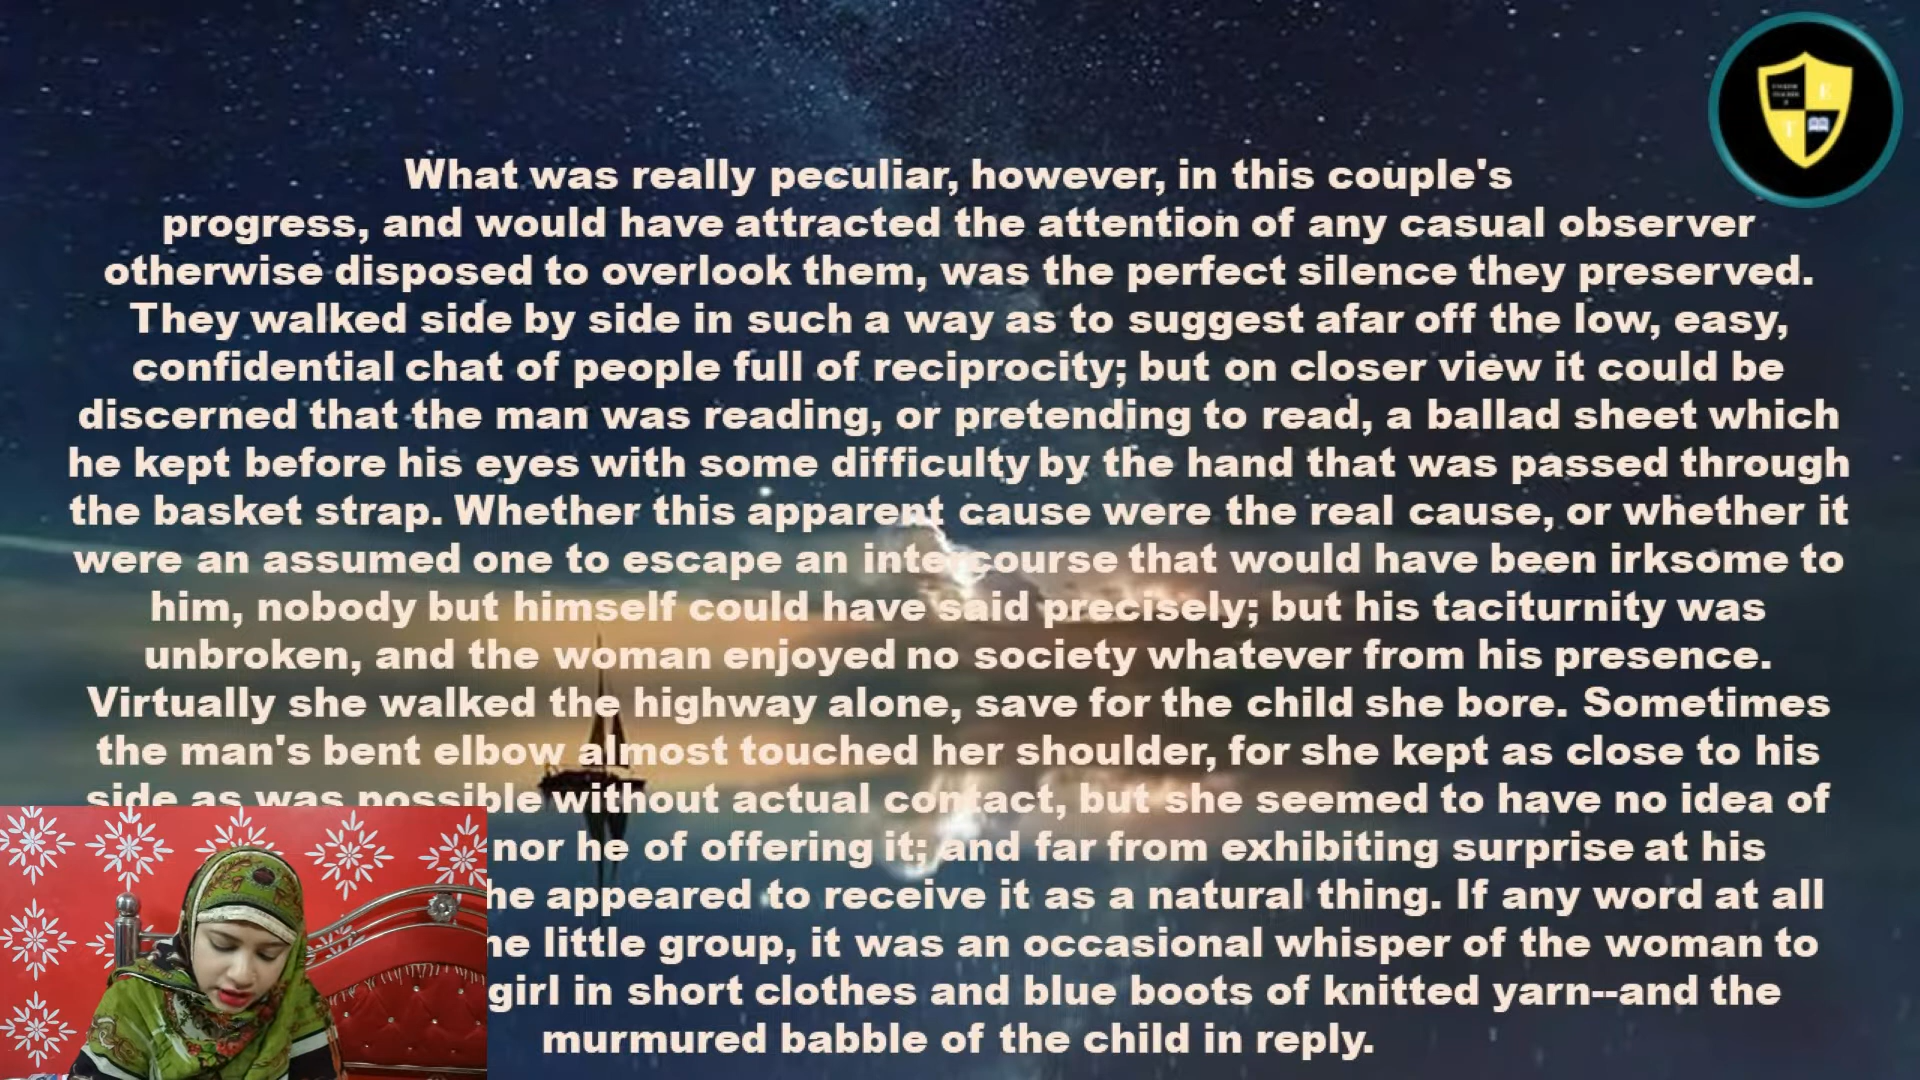 What was really peculiar, however, in this couple's
progress, and would have attracted the attention of any casual observer
otherwise disposed to overlook them, was the perfect silence they preserved.
They walked side by side in such a way as to suggest afar off the low, easy,
confidential chat of people full of reciprocity; but on closer view it could be
discerned that the man was reading, or pretending to read, a ballad sheet which
he kept before his eyes with some difficulty by the hand that was passed through
the basket strap. Whether this apparent cause were the real cause, or whether it
were an assumed one to escape an intercourse that would have been irksome to
him, nobody but himself could have said precisely; but his taciturnity was
unbroken, and the woman enjoyed no society whatever from his presence.
Virtually she walked the highway alone, save for the child she bore. Sometimes
the man's bent elbow almost touched her shoulder, for she kept as close to his
side as was possible without actual contact, but she seemed to have no idea of
nor he of offering it; and far from exhibiting surprise at his
appeared to receive it as a natural thing. If any word at all
little group, it was an occasional whisper of the woman to
girl in short clothes and blue boots of knitted yarn--and the
murmured babble of the child in reply.
E
T